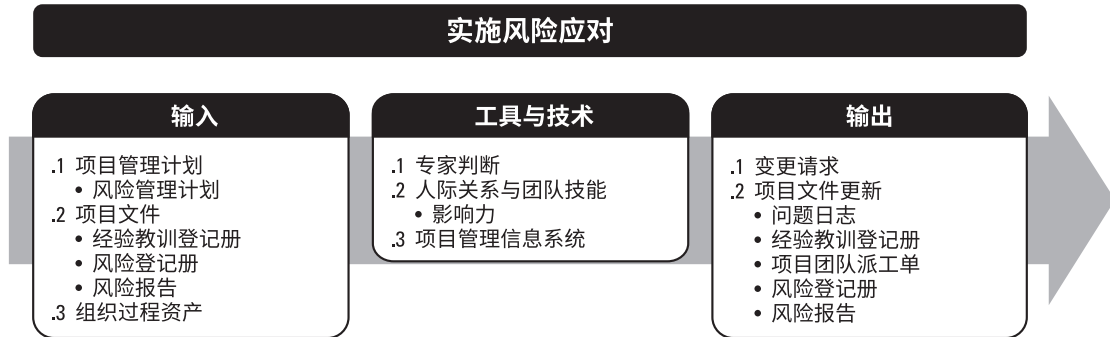 实施风险应对
输入
.1 项目管理计划
• 风险管理计划
.2 项目文件
• 经验教训登记册
• 风险登记册
• 风险报告
.3 组织过程资产
工具与技术
.1 专家判断
.2 人际关系与团队技能
• 影响力
.3 项目管理信息系统
输出
.1 变更请求
.2 项目文件更新
• 问题日志
• 经验教训登记册
• 项目团队派工单
• 风险登记册
• 风险报告